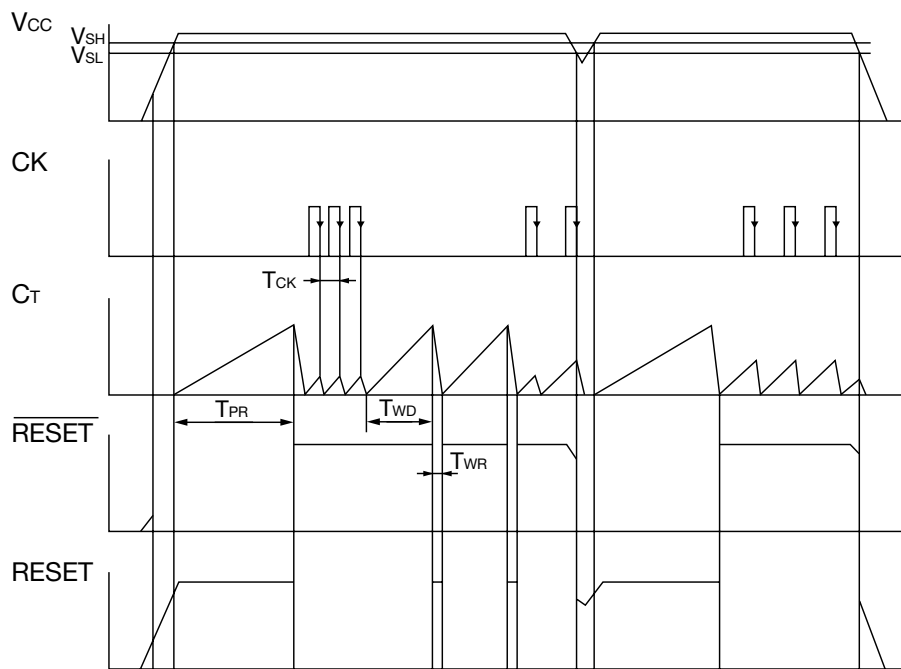 VCC
VSH
VSL
CK
TCK
CT
TPR
TWD
RESET
TWR
RESET